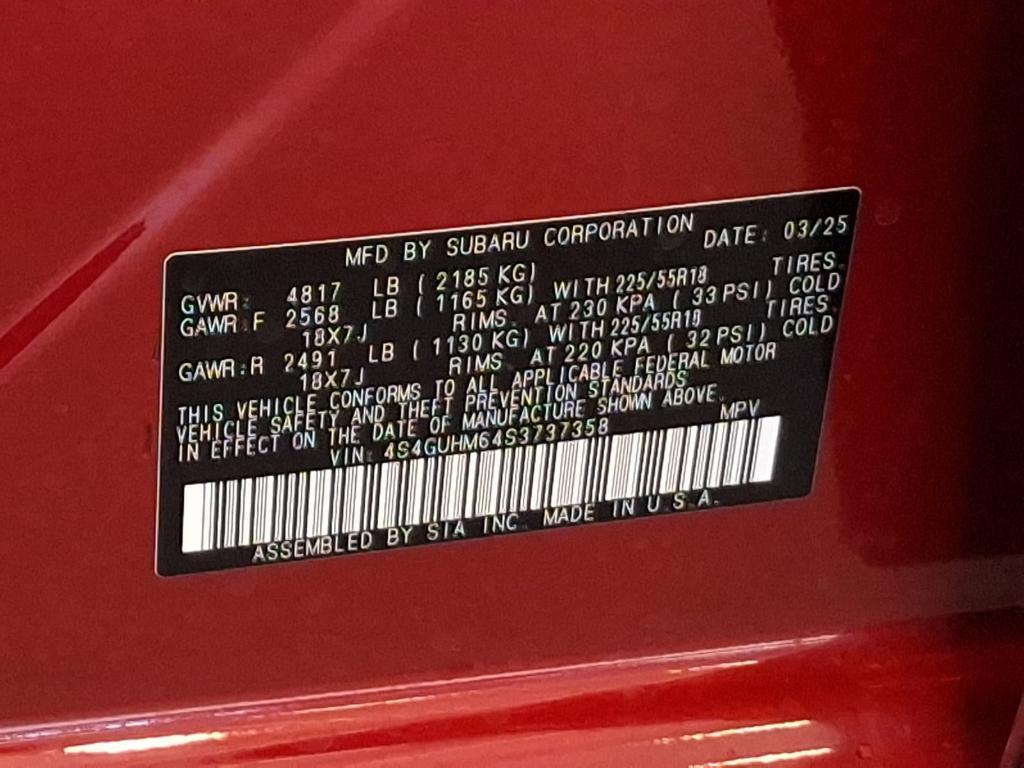 MFD BY SUBARU CORPORATION DATE: 03/25
GVWR: 4817 LB ( 2185 KG)
GAWR:F 2568 LB ( 1165 KG) WITH 225/55R18 TIRES.
18X7J RIMS. AT 230 KPA ( 33 PSI) COLD
GAWR:R 2491 LB ( 1130 KG) WITH 225/55R18 TIRES.
18X7J RIMS. AT 220 KPA ( 32 PSI) COLD
THIS VEHICLE CONFORMS TO ALL APPLICABLE FEDERAL MOTOR
VEHICLE SAFETY AND THEFT PREVENTION STANDARDS
IN EFFECT ON THE DATE OF MANUFACTURE SHOWN ABOVE.
VIN: 4S4GUHM64S3737358 MPV
ASSEMBLED BY SIA INC. MADE IN U.S.A.